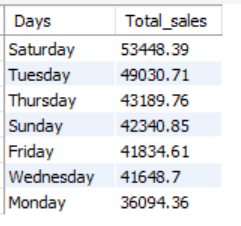 Days Total_sales
Saturday 53448.39
Tuesday 49030.71
Thursday 43189.76
Sunday 42340.85
Friday 41834.61
Wednesday 41648.7
Monday 36094.36